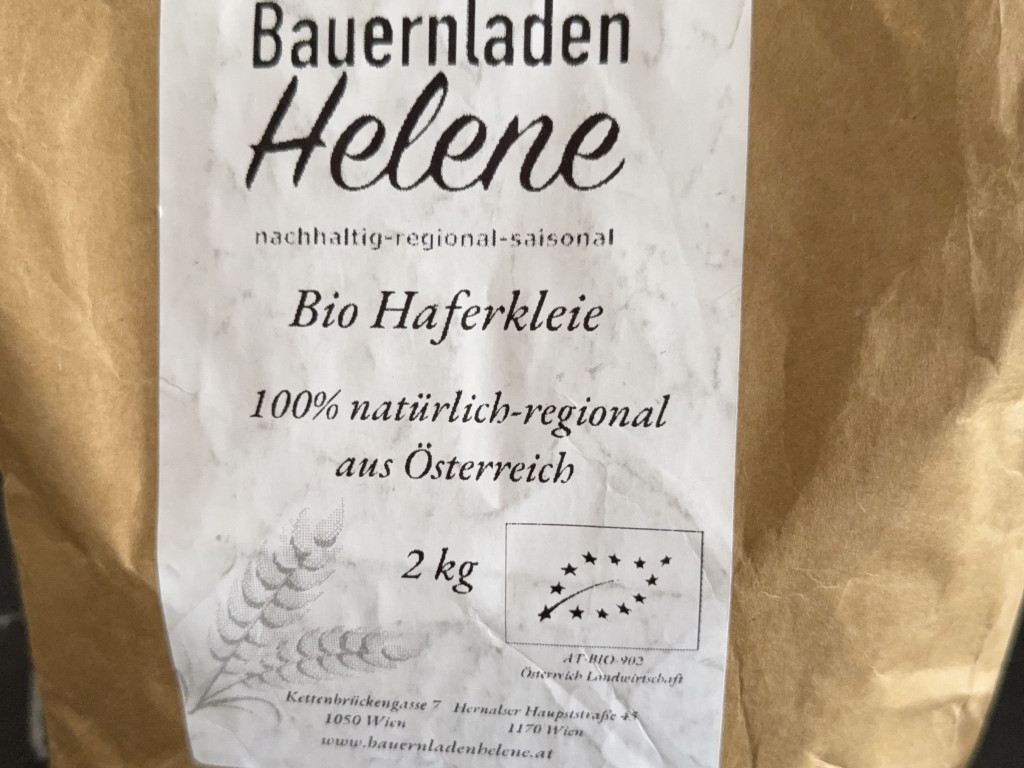 Bauernladen
Helene
nachhaltig-regional-saisonal
Bio Haferkleie
100% natürlich-regional
aus Österreich
2 kg
AT-BIO-902
Österreich Landwirtschaft
Kettenbrückengasse 7 Hernalser Hauptststraße 45
1050 Wien 1170 Wien
www.bauernladenhelene.at